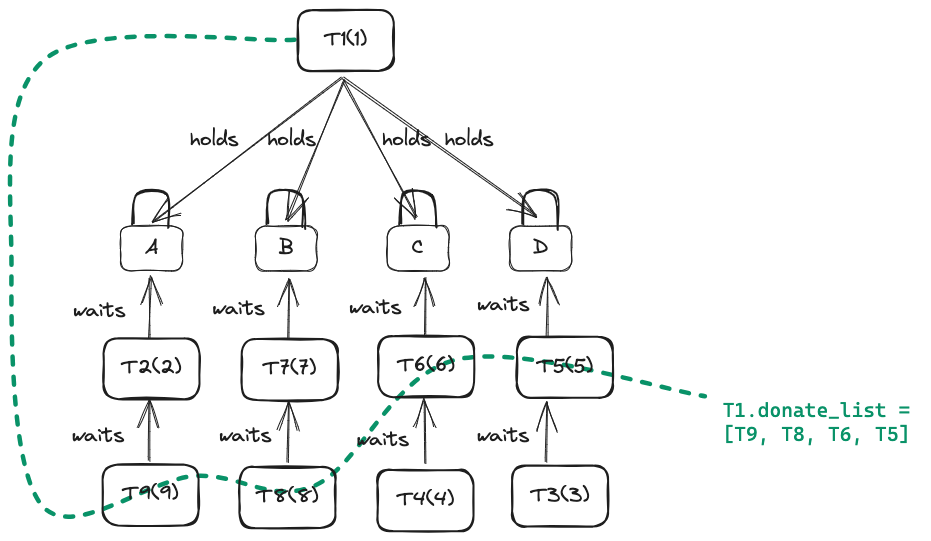 T1(1)
holds
holds
holds
holds
A
B
C
D
waits
waits
waits
waits
T2(2)
T7(7)
T6(6)
T5(5)
T1.donate_list =
[T9, T8, T6, T5]
waits
waits
waits
waits
T9(9)
T8(8)
T4(4)
T3(3)